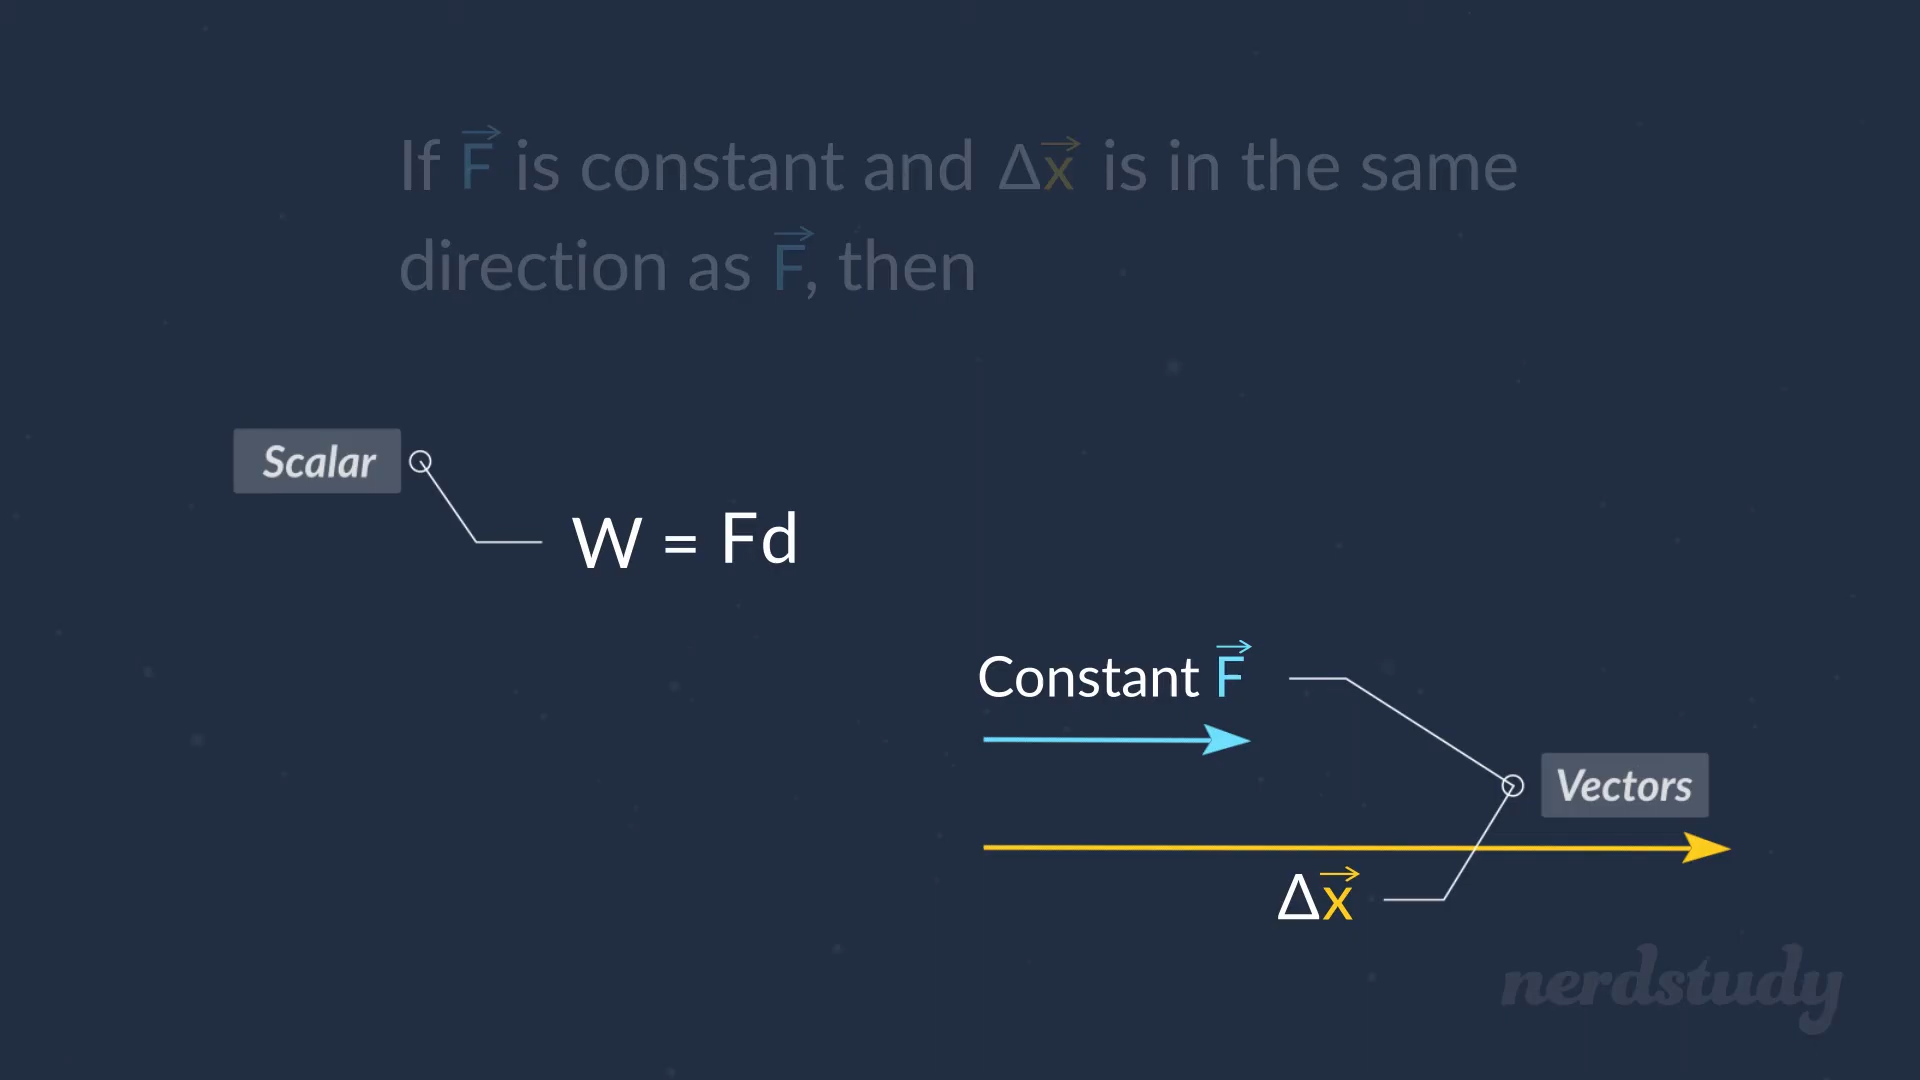 If F⃗ is constant and Δx⃗ is in the same
direction as F⃗, then
Scalar
W = Fd
Constant F⃗
Vectors
Δx⃗
nerdstudy